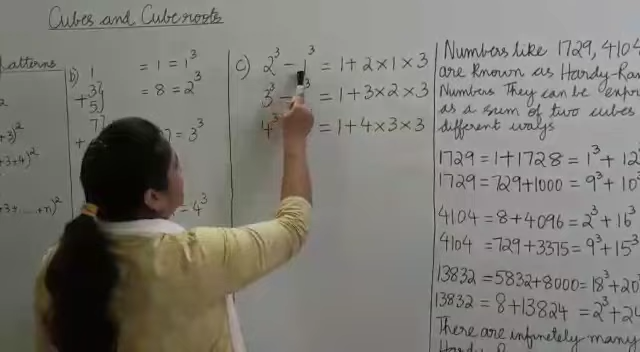 Cubes and Cube roots
atterns
b) 1 = 1 = 1³
+ 3} = 8 = 2³
5}
7}
+ 7 = 3³
- 4³
+3)²
+3+4)²
+3+.....+n)²
c) 2³ - 1³ = 1+2×1×3
3³ - ³ = 1+3×2×3
4³ = 1+4×3×3
Numbers like 1729, 4104
are known as Hardy-Ra
Numbers They can be expr
as a sum of two cubes
different ways
1729 = 1+1728 = 1³+12
1729 = 729+1000 = 9³+10
4104 = 8+4096 = 2³+16³
4104 = 729+3375 = 9³+15³
13832 = 5832+8000 = 18³+20
13832 = 8+13824 = 2³+24
There are infinitely many
Hardy-R